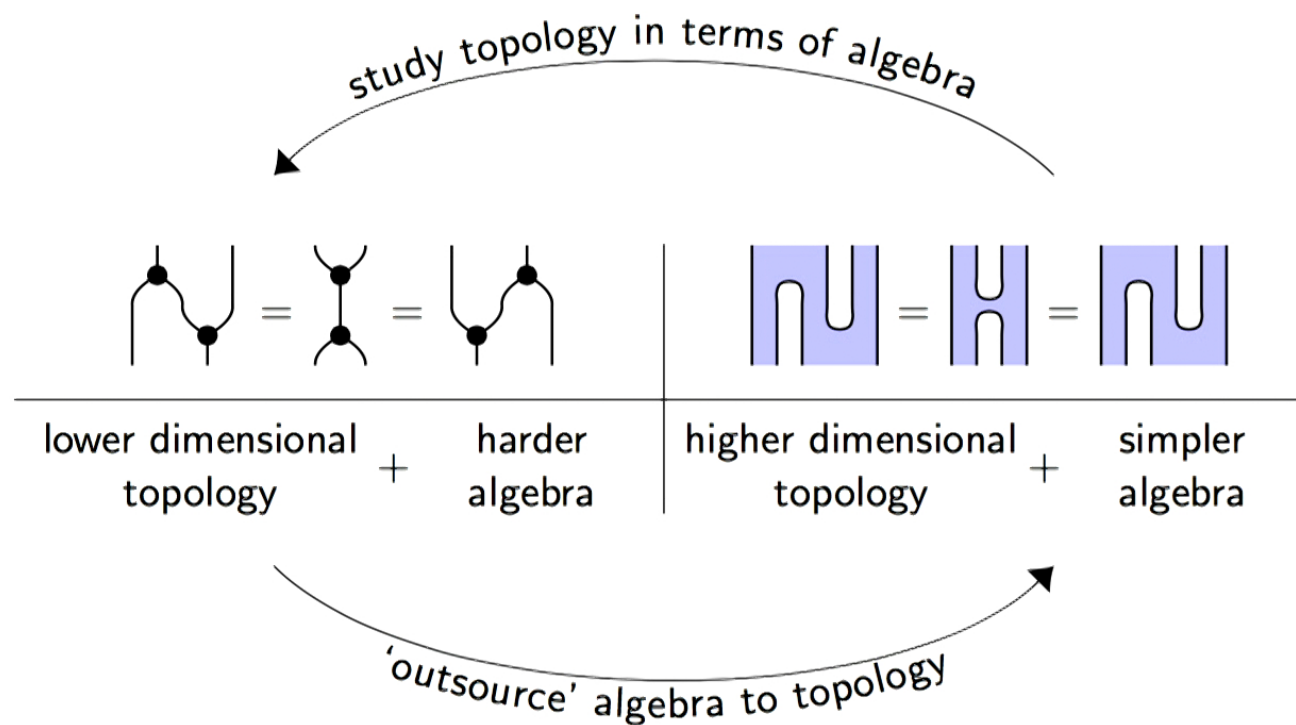 study topology in terms of algebra
= = = =
lower dimensional harder higher dimensional simpler
topology + algebra topology + algebra
‘outsource’ algebra to topology